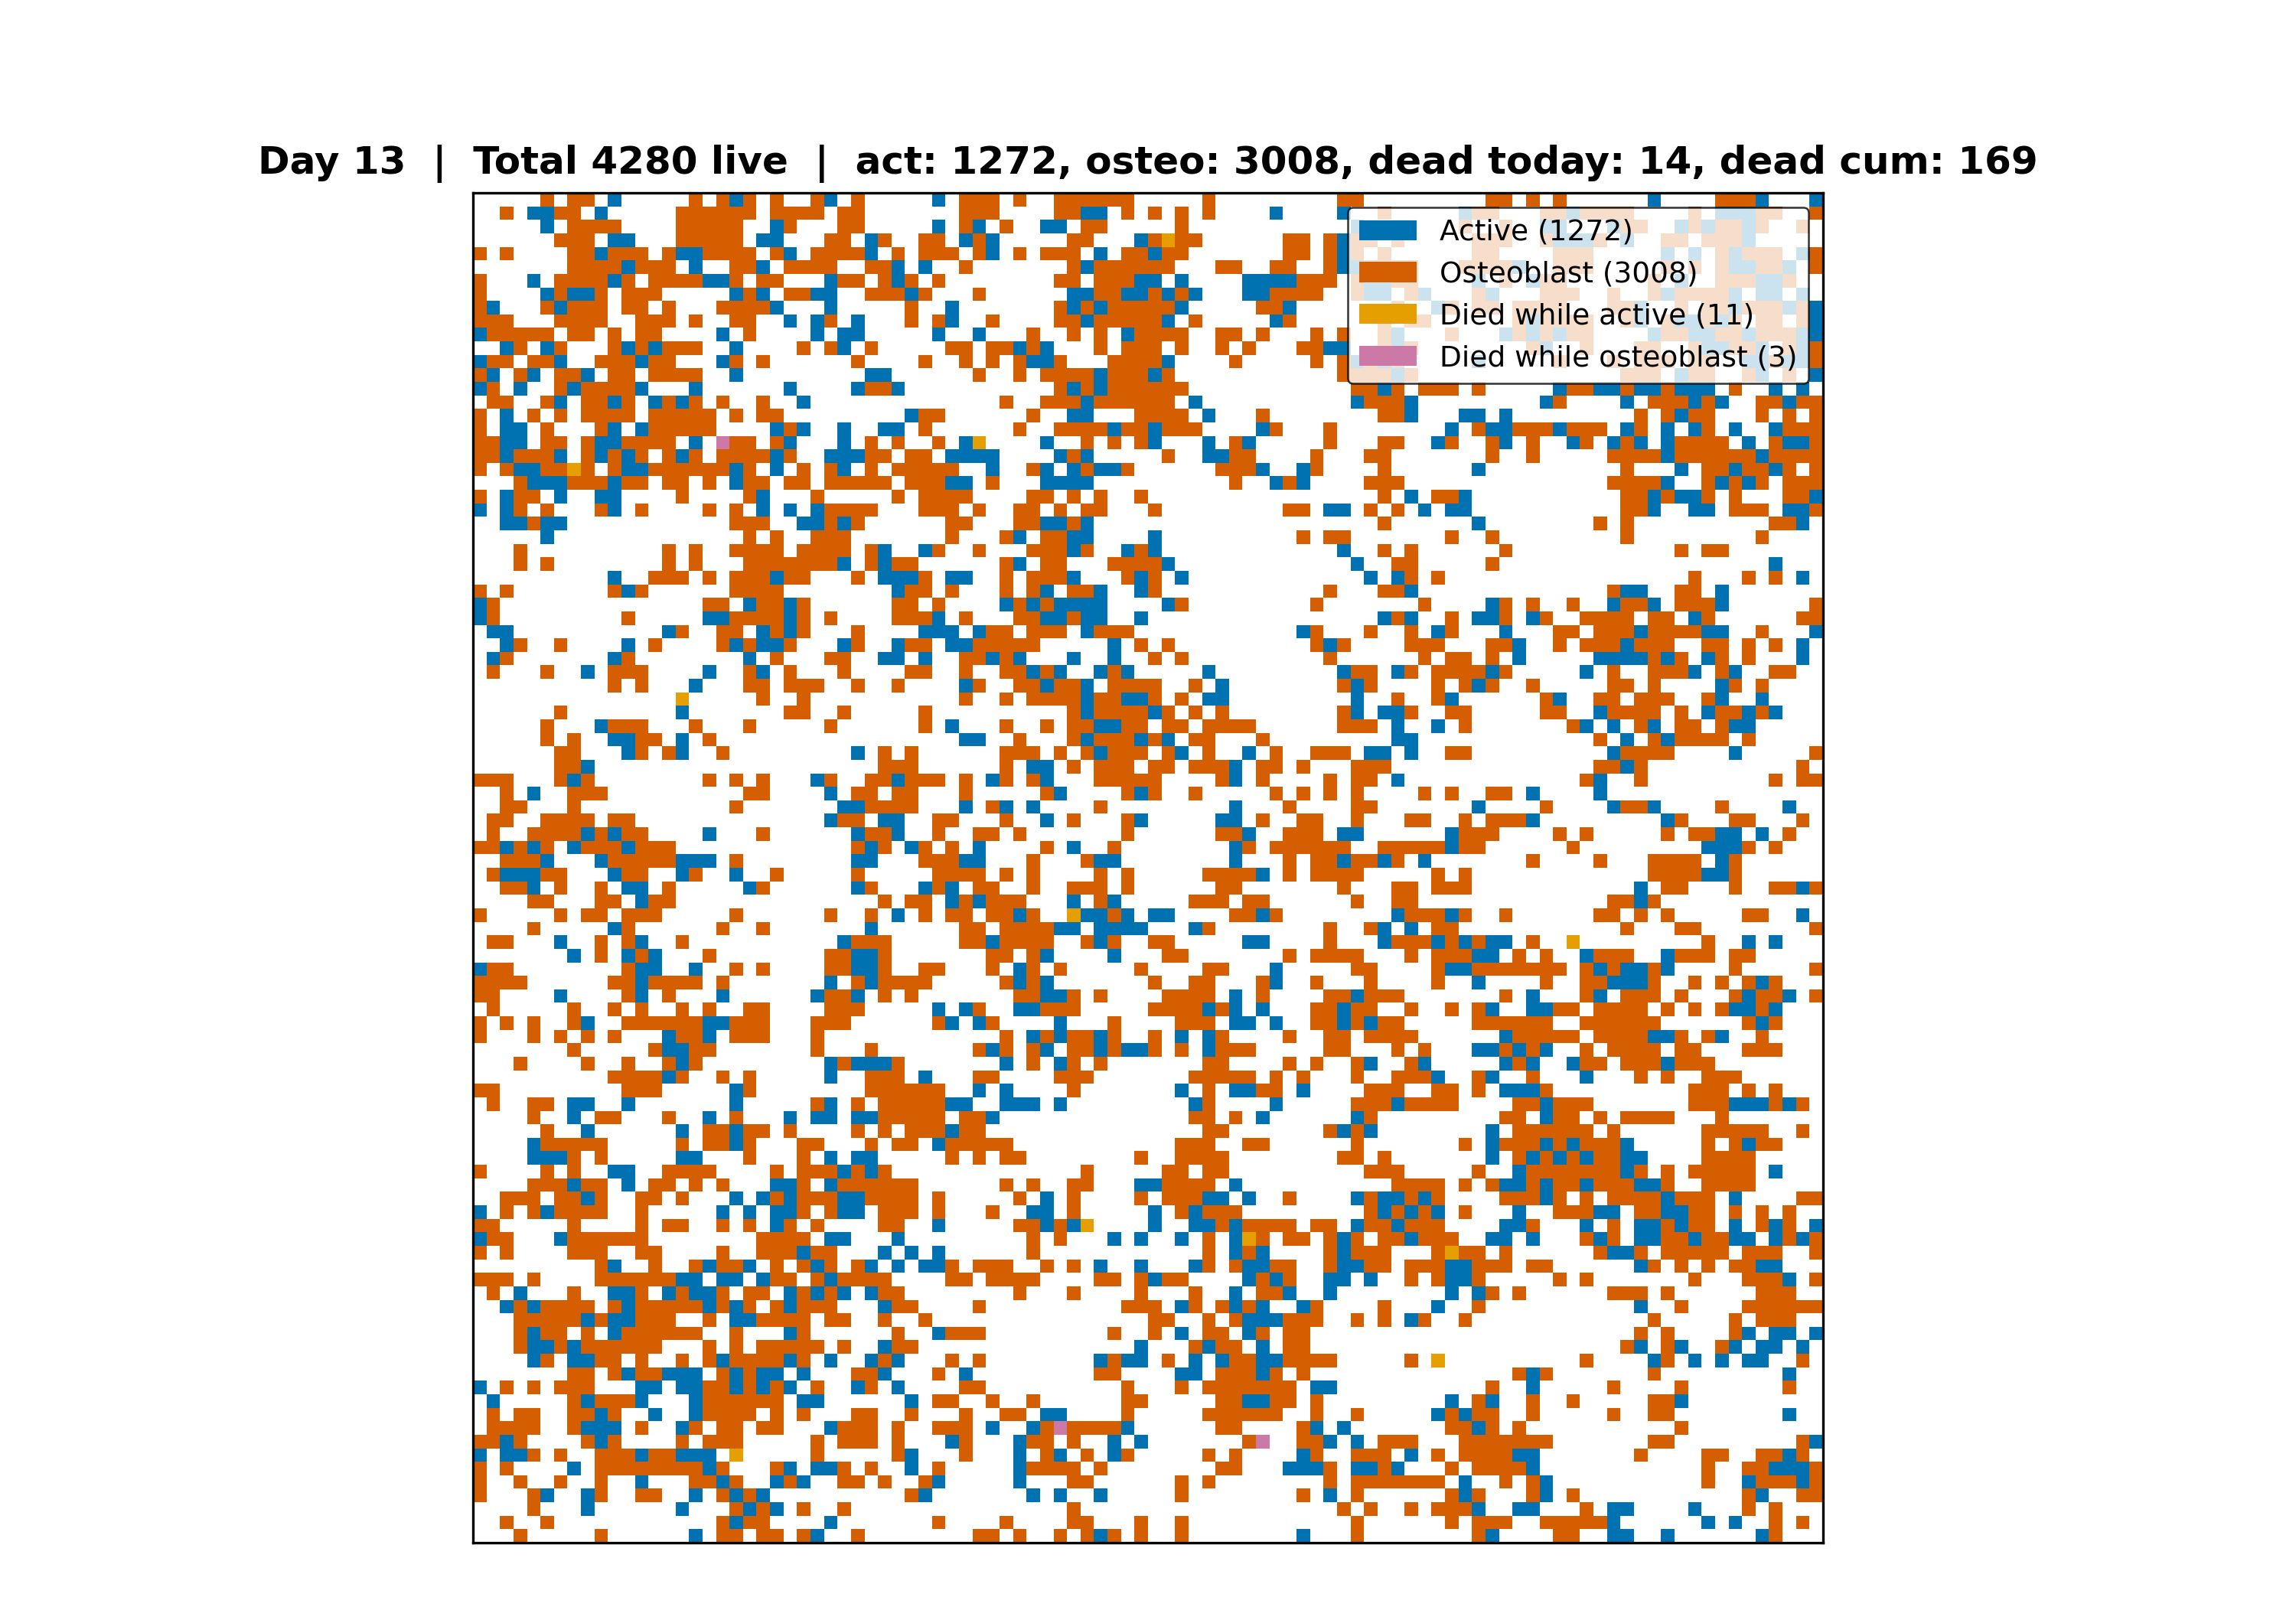 Day 13 | Total 4280 live | act: 1272, osteo: 3008, dead today: 14, dead cum: 169
Active (1272)
Osteoblast (3008)
Died while active (11)
Died while osteoblast (3)